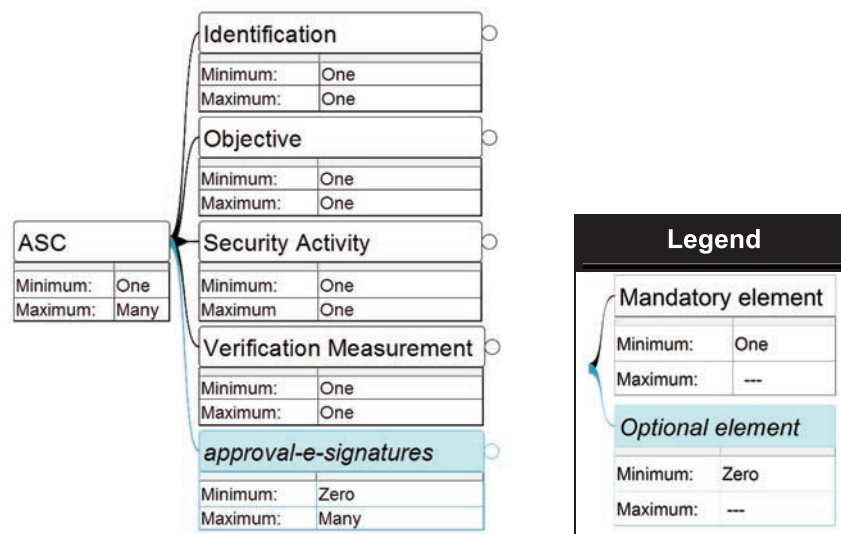 Identification
Minimum: One
Maximum: One
Objective
Minimum: One
Maximum: One
ASC
Minimum: One
Maximum: Many
Security Activity
Minimum: One
Maximum One
Verification Measurement
Minimum: One
Maximum: One
approval-e-signatures
Minimum: Zero
Maximum: Many
Legend
Mandatory element
Minimum: One
Maximum: ---
Optional element
Minimum: Zero
Maximum: ---